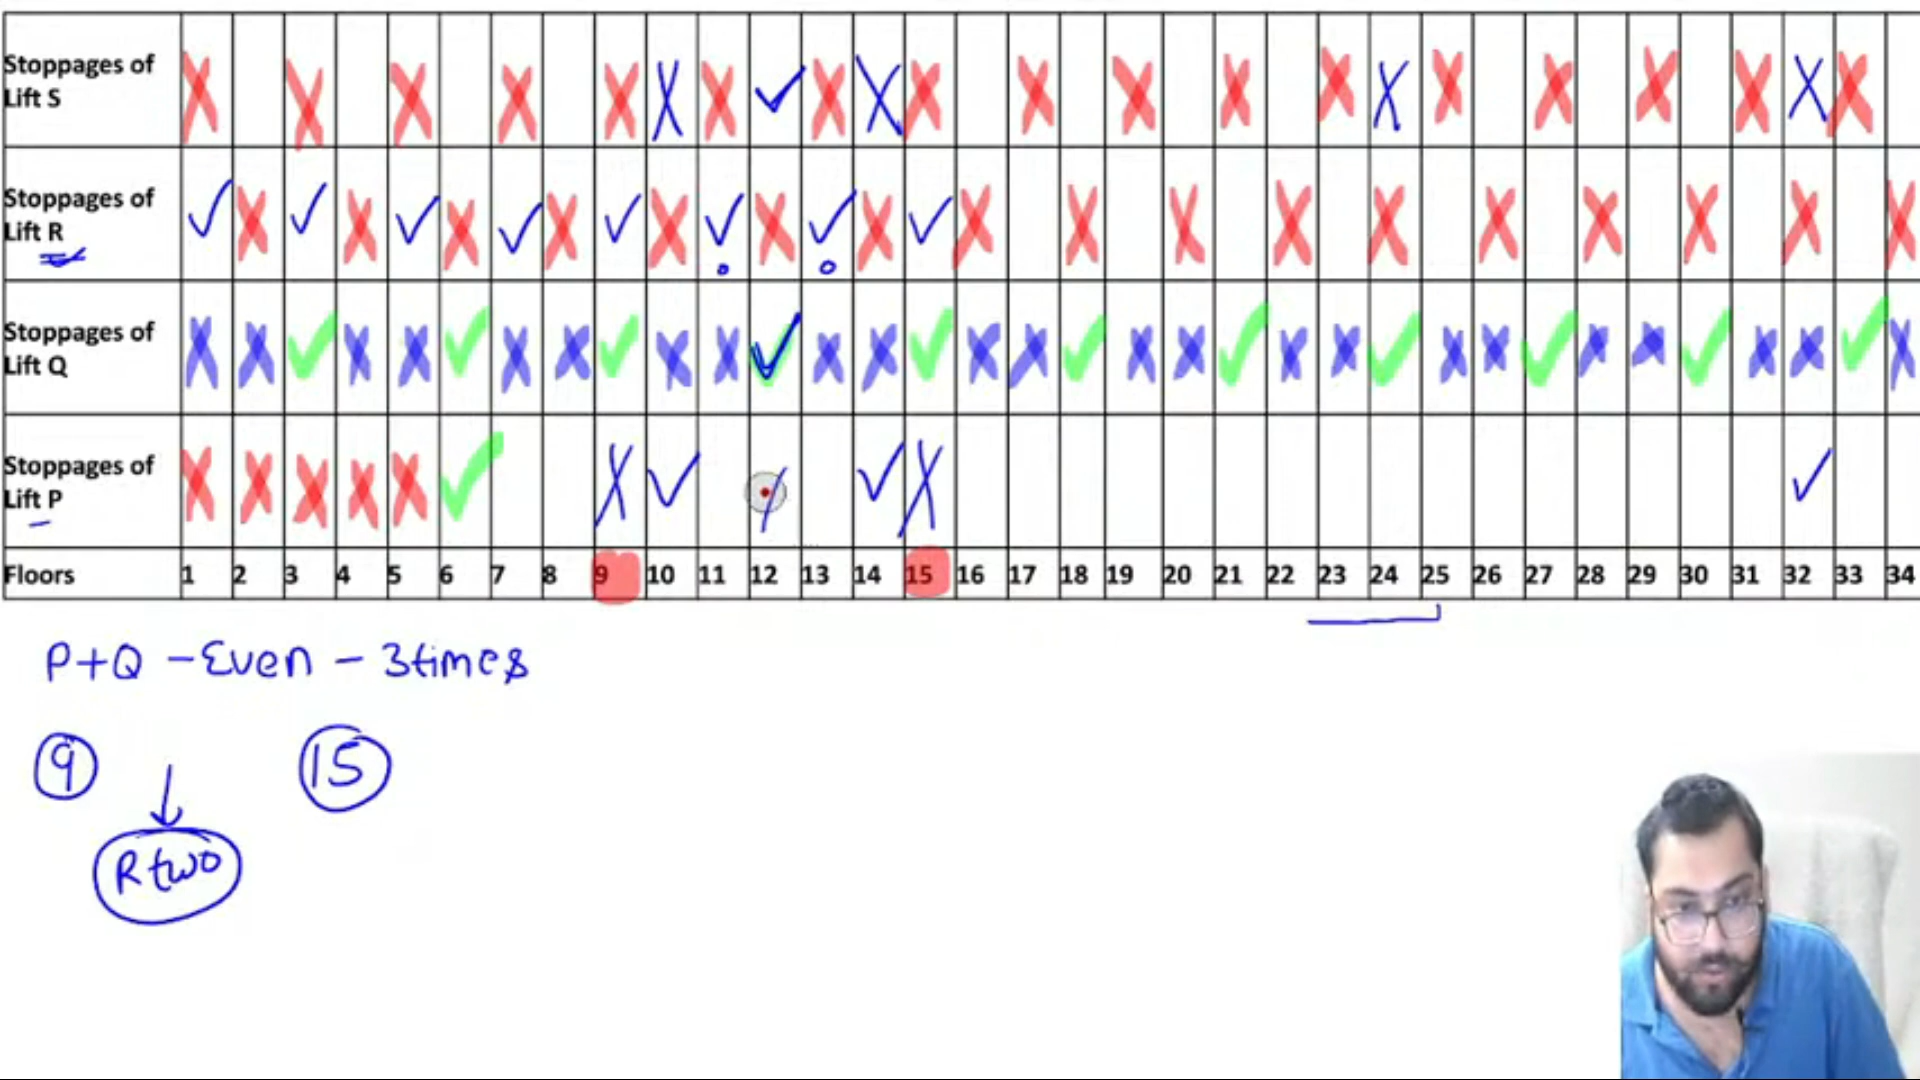 Stoppages of
Lift S
Stoppages of
Lift R
Stoppages of
Lift Q
Stoppages of
Lift P
Floors 1 2 3 4 5 6 7 8 9 10 11 12 13 14 15 16 17 18 19 20 21 22 23 24 25 26 27 28 29 30 31 32 33 34
P+Q - Even - 3times
9 15
R two